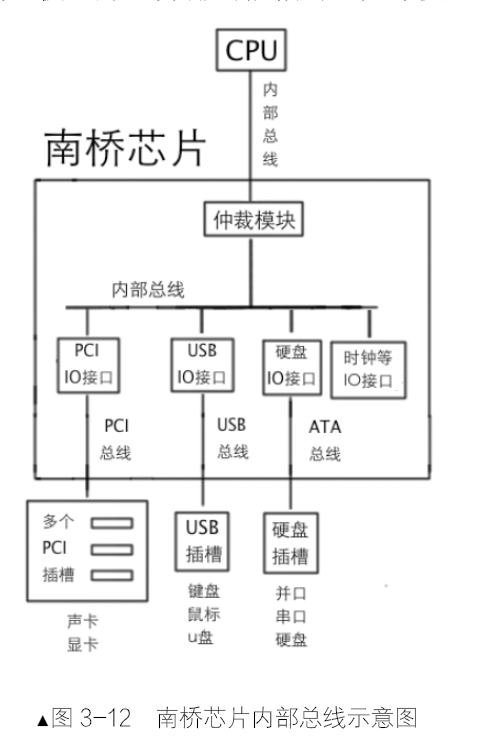 CPU
内
部
总
线
南桥芯片
仲裁模块
内部总线
PCI
IO接口
USB
IO接口
硬盘
IO接口
时钟等
IO接口
PCI
总线
USB
总线
ATA
总线
多个
PCI
插槽
USB
插槽
硬盘
插槽
声卡
显卡
键盘
鼠标
u盘
并口
串口
硬盘
▲图 3-12 南桥芯片内部总线示意图